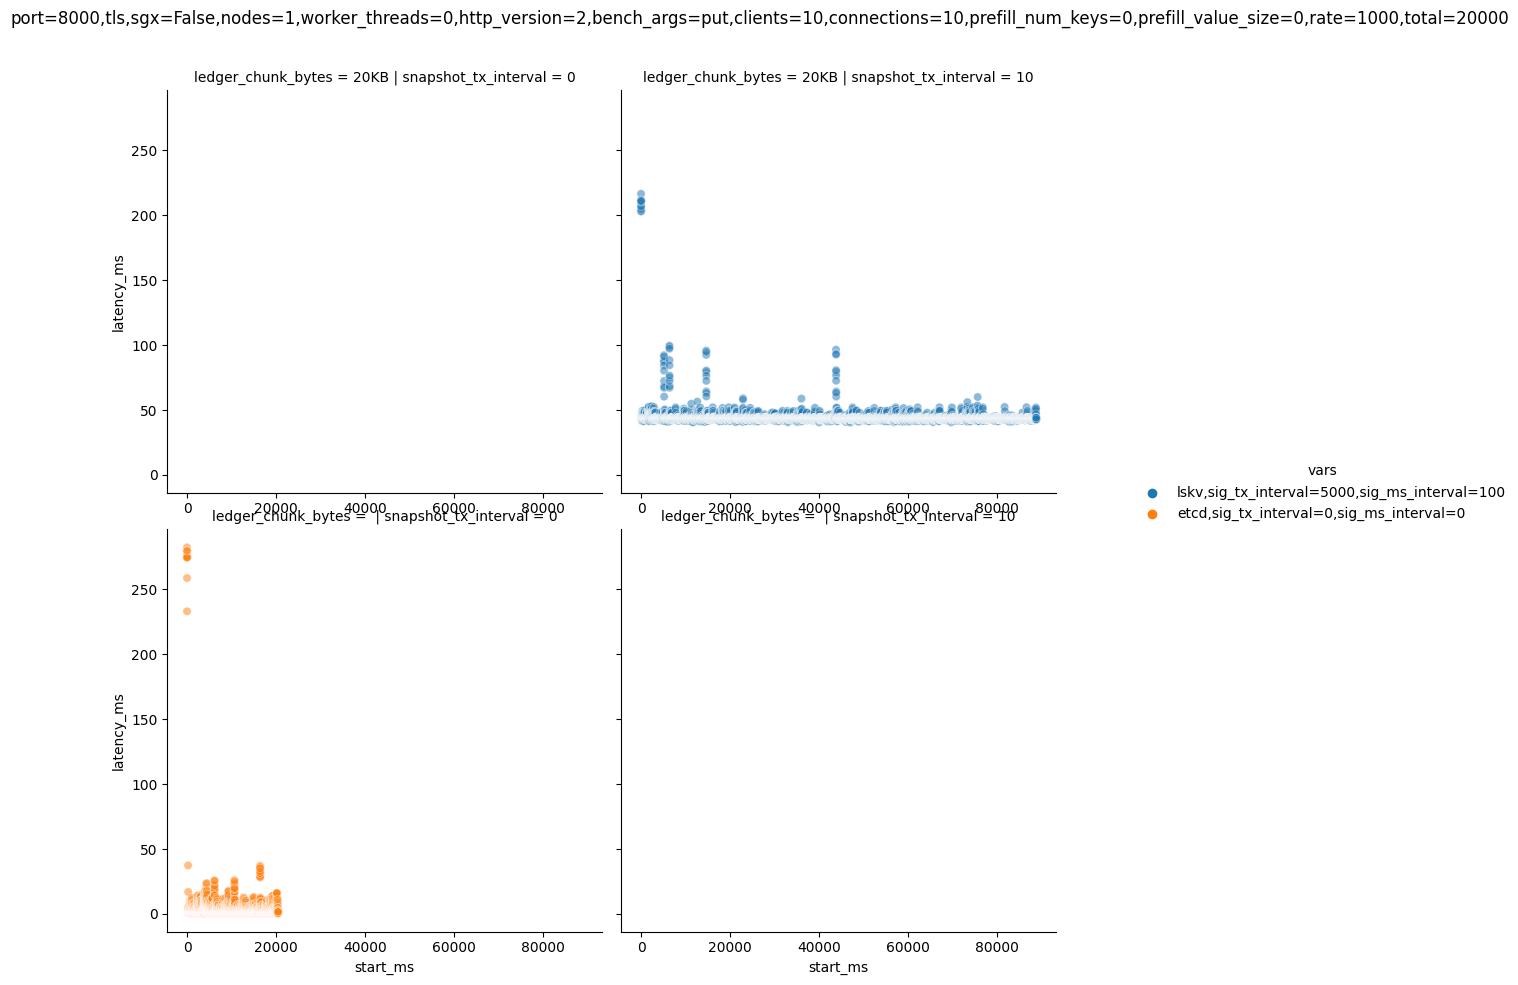 port=8000,tls,sgx=False,nodes=1,worker_threads=0,http_version=2,bench_args=put,clients=10,connections=10,prefill_num_keys=0,prefill_value_size=0,rate=1000,total=20000
ledger_chunk_bytes = 20KB | snapshot_tx_interval = 0
ledger_chunk_bytes = 20KB | snapshot_tx_interval = 10
250
200
150
100
50
0
latency_ms
0 20000 40000 60000 80000
0 20000 40000 60000 80000
vars
lskv,sig_tx_interval=5000,sig_ms_interval=100
etcd,sig_tx_interval=0,sig_ms_interval=0
ledger_chunk_bytes =  | snapshot_tx_interval = 0
ledger_chunk_bytes =  | snapshot_tx_interval = 10
250
200
150
100
50
0
latency_ms
0 20000 40000 60000 80000
0 20000 40000 60000 80000
start_ms
start_ms